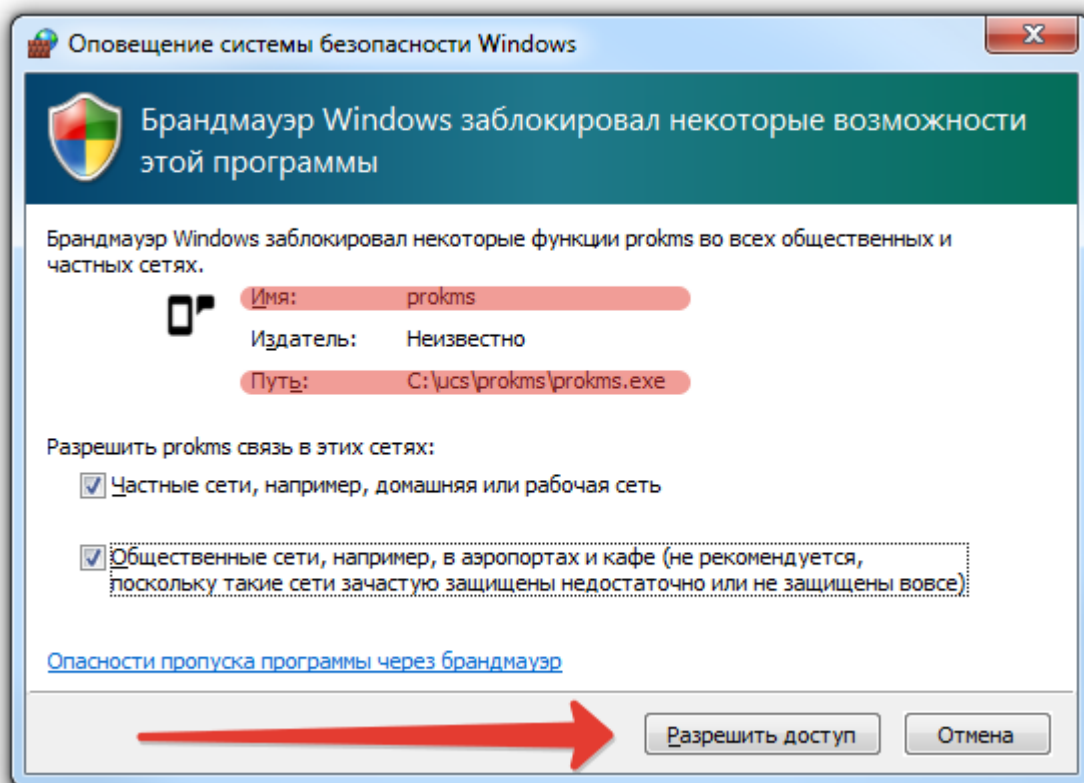 Оповещение системы безопасности Windows
Брандмауэр Windows заблокировал некоторые возможности
этой программы
Брандмауэр Windows заблокировал некоторые функции prokms во всех общественных и
частных сетях.
Имя: prokms
Издатель: Неизвестно
Путь: C:\ucs\prokms\prokms.exe
Разрешить prokms связь в этих сетях:
Частные сети, например, домашняя или рабочая сеть
Общественные сети, например, в аэропортах и кафе (не рекомендуется,
поскольку такие сети зачастую защищены недостаточно или не защищены вовсе)
Опасности пропуска программы через брандмауэр
Разрешить доступ Отмена